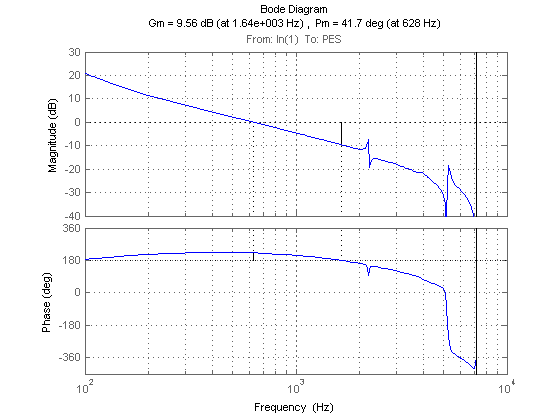 Bode Diagram
Gm = 9.56 dB (at 1.64e+003 Hz) , Pm = 41.7 deg (at 628 Hz)
From: In(1) To: PES
30
20
10
0
-10
-20
-30
-40
Magnitude (dB)
360
180
0
-180
-360
Phase (deg)
10^2
10^3
10^4
Frequency (Hz)